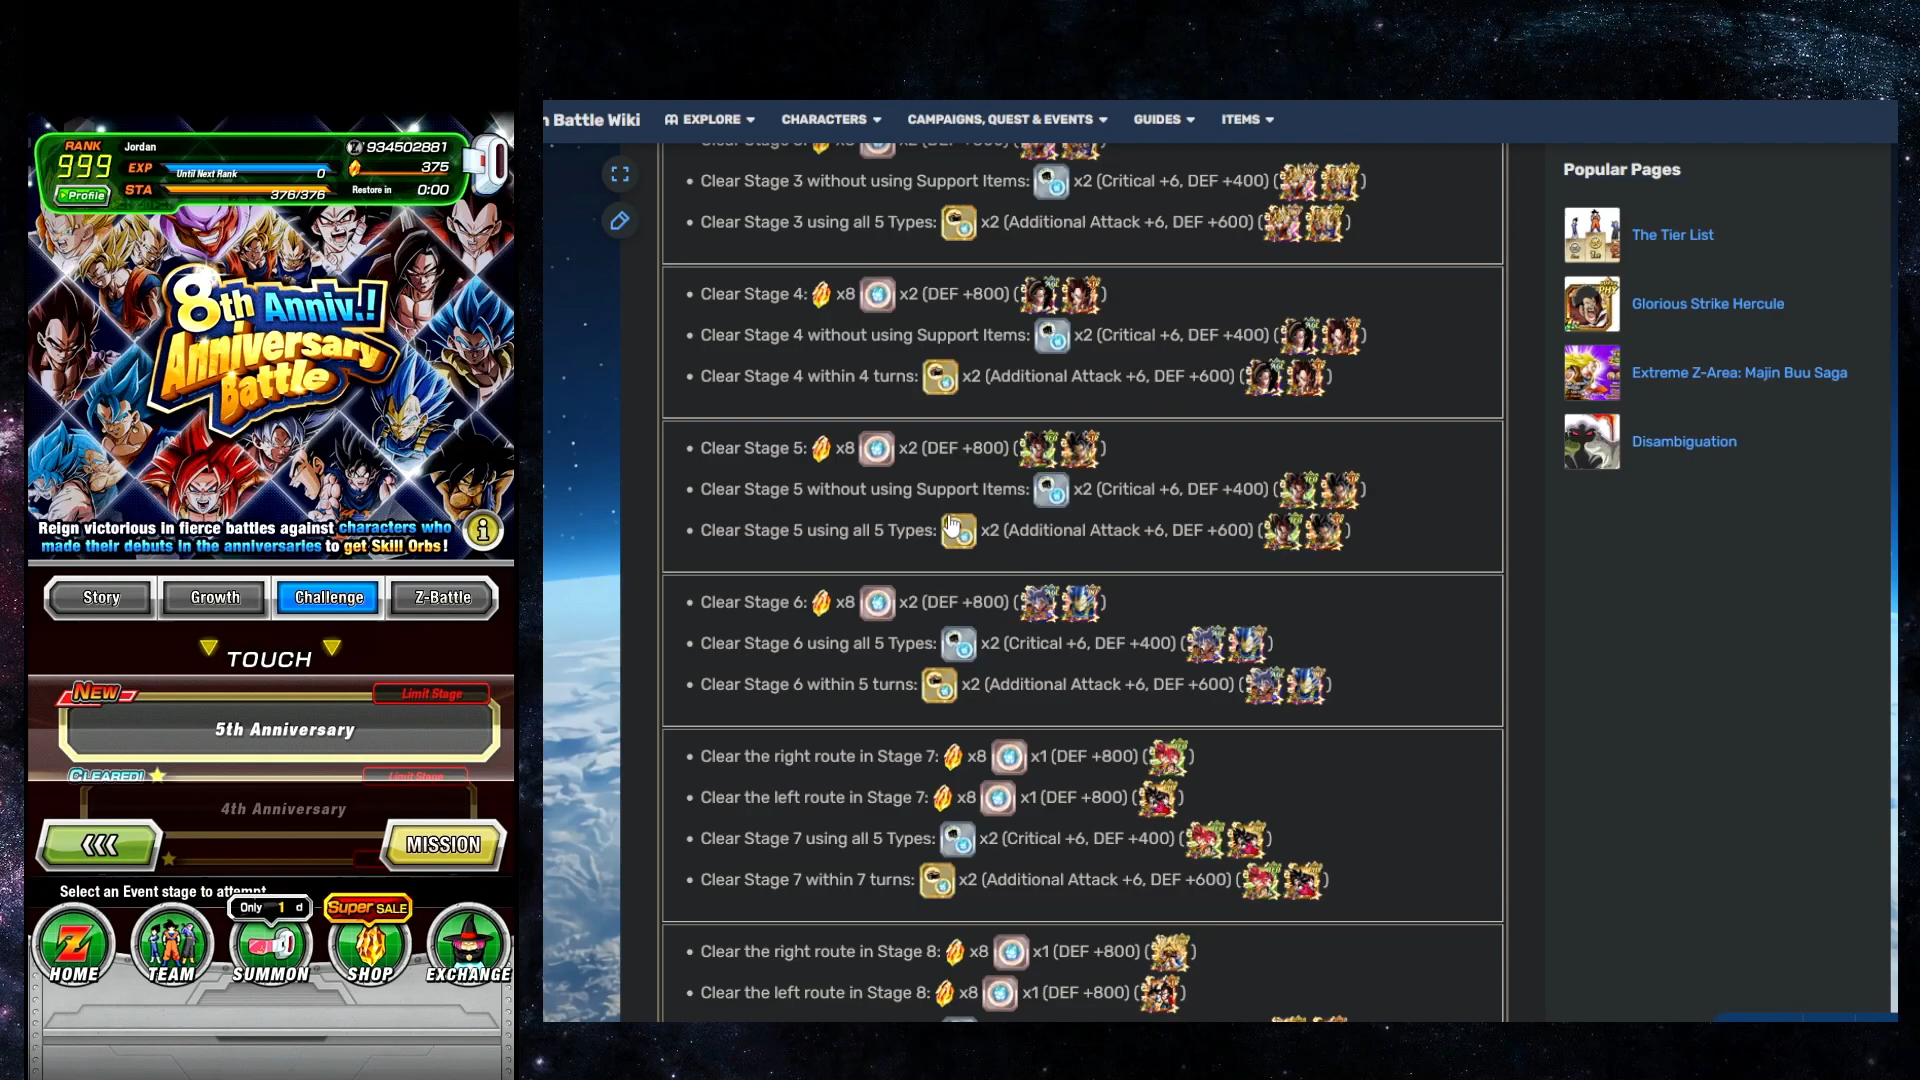 RANK
999
Jordan
934502881
EXP
Until Next Rank
0
375
STA
376/376
Restore in
0:00
Profile
8th Anniv.!
Anniversary
Battle
Reign victorious in fierce battles against characters who
made their debuts in the anniversaries to get Skill Orbs!
Story
Growth
Challenge
Z-Battle
TOUCH
NEW
Limit Stage
5th Anniversary
CLEARED!
Limit Stage
4th Anniversary
MISSION
Select an Event stage to attempt.
Only 1 d
Super SALE
HOME
TEAM
SUMMON
SHOP
EXCHANGE
n Battle Wiki
EXPLORE
CHARACTERS
CAMPAIGNS, QUEST & EVENTS
GUIDES
ITEMS
• Clear Stage 3 without using Support Items: x2 (Critical +6, DEF +400) ( )
• Clear Stage 3 using all 5 Types: x2 (Additional Attack +6, DEF +600) ( )
• Clear Stage 4: x8 x2 (DEF +800) ( )
• Clear Stage 4 without using Support Items: x2 (Critical +6, DEF +400) ( )
• Clear Stage 4 within 4 turns: x2 (Additional Attack +6, DEF +600) ( )
• Clear Stage 5: x8 x2 (DEF +800) ( )
• Clear Stage 5 without using Support Items: x2 (Critical +6, DEF +400) ( )
• Clear Stage 5 using all 5 Types: x2 (Additional Attack +6, DEF +600) ( )
• Clear Stage 6: x8 x2 (DEF +800) ( )
• Clear Stage 6 using all 5 Types: x2 (Critical +6, DEF +400) ( )
• Clear Stage 6 within 5 turns: x2 (Additional Attack +6, DEF +600) ( )
• Clear the right route in Stage 7: x8 x1 (DEF +800) ( )
• Clear the left route in Stage 7: x8 x1 (DEF +800) ( )
• Clear Stage 7 using all 5 Types: x2 (Critical +6, DEF +400) ( )
• Clear Stage 7 within 7 turns: x2 (Additional Attack +6, DEF +600) ( )
• Clear the right route in Stage 8: x8 x1 (DEF +800) ( )
• Clear the left route in Stage 8: x8 x1 (DEF +800) ( )
Popular Pages
The Tier List
Glorious Strike Hercule
Extreme Z-Area: Majin Buu Saga
Disambiguation